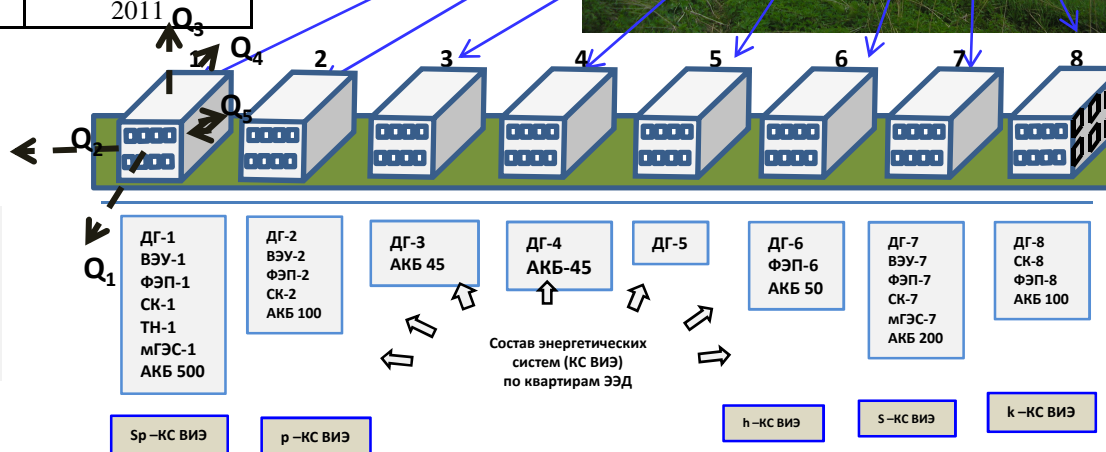 2011
Q3
Q4
Q5
Q2
Q1
1
2
3
4
5
6
7
8
ДГ-1
ВЭУ-1
ФЭП-1
СК-1
ТН-1
мГЭС-1
АКБ 500
ДГ-2
ВЭУ-2
ФЭП-2
СК-2
АКБ 100
ДГ-3
АКБ 45
ДГ-4
АКБ-45
ДГ-5
ДГ-6
ФЭП-6
АКБ 50
ДГ-7
ВЭУ-7
ФЭП-7
СК-7
мГЭС-7
АКБ 200
ДГ-8
СК-8
ФЭП-8
АКБ 100
Состав энергетических
систем (КС ВИЭ)
по квартирам ЭЭД
Sp –КС ВИЭ
p –КС ВИЭ
h –КС ВИЭ
S –КС ВИЭ
k –КС ВИЭ